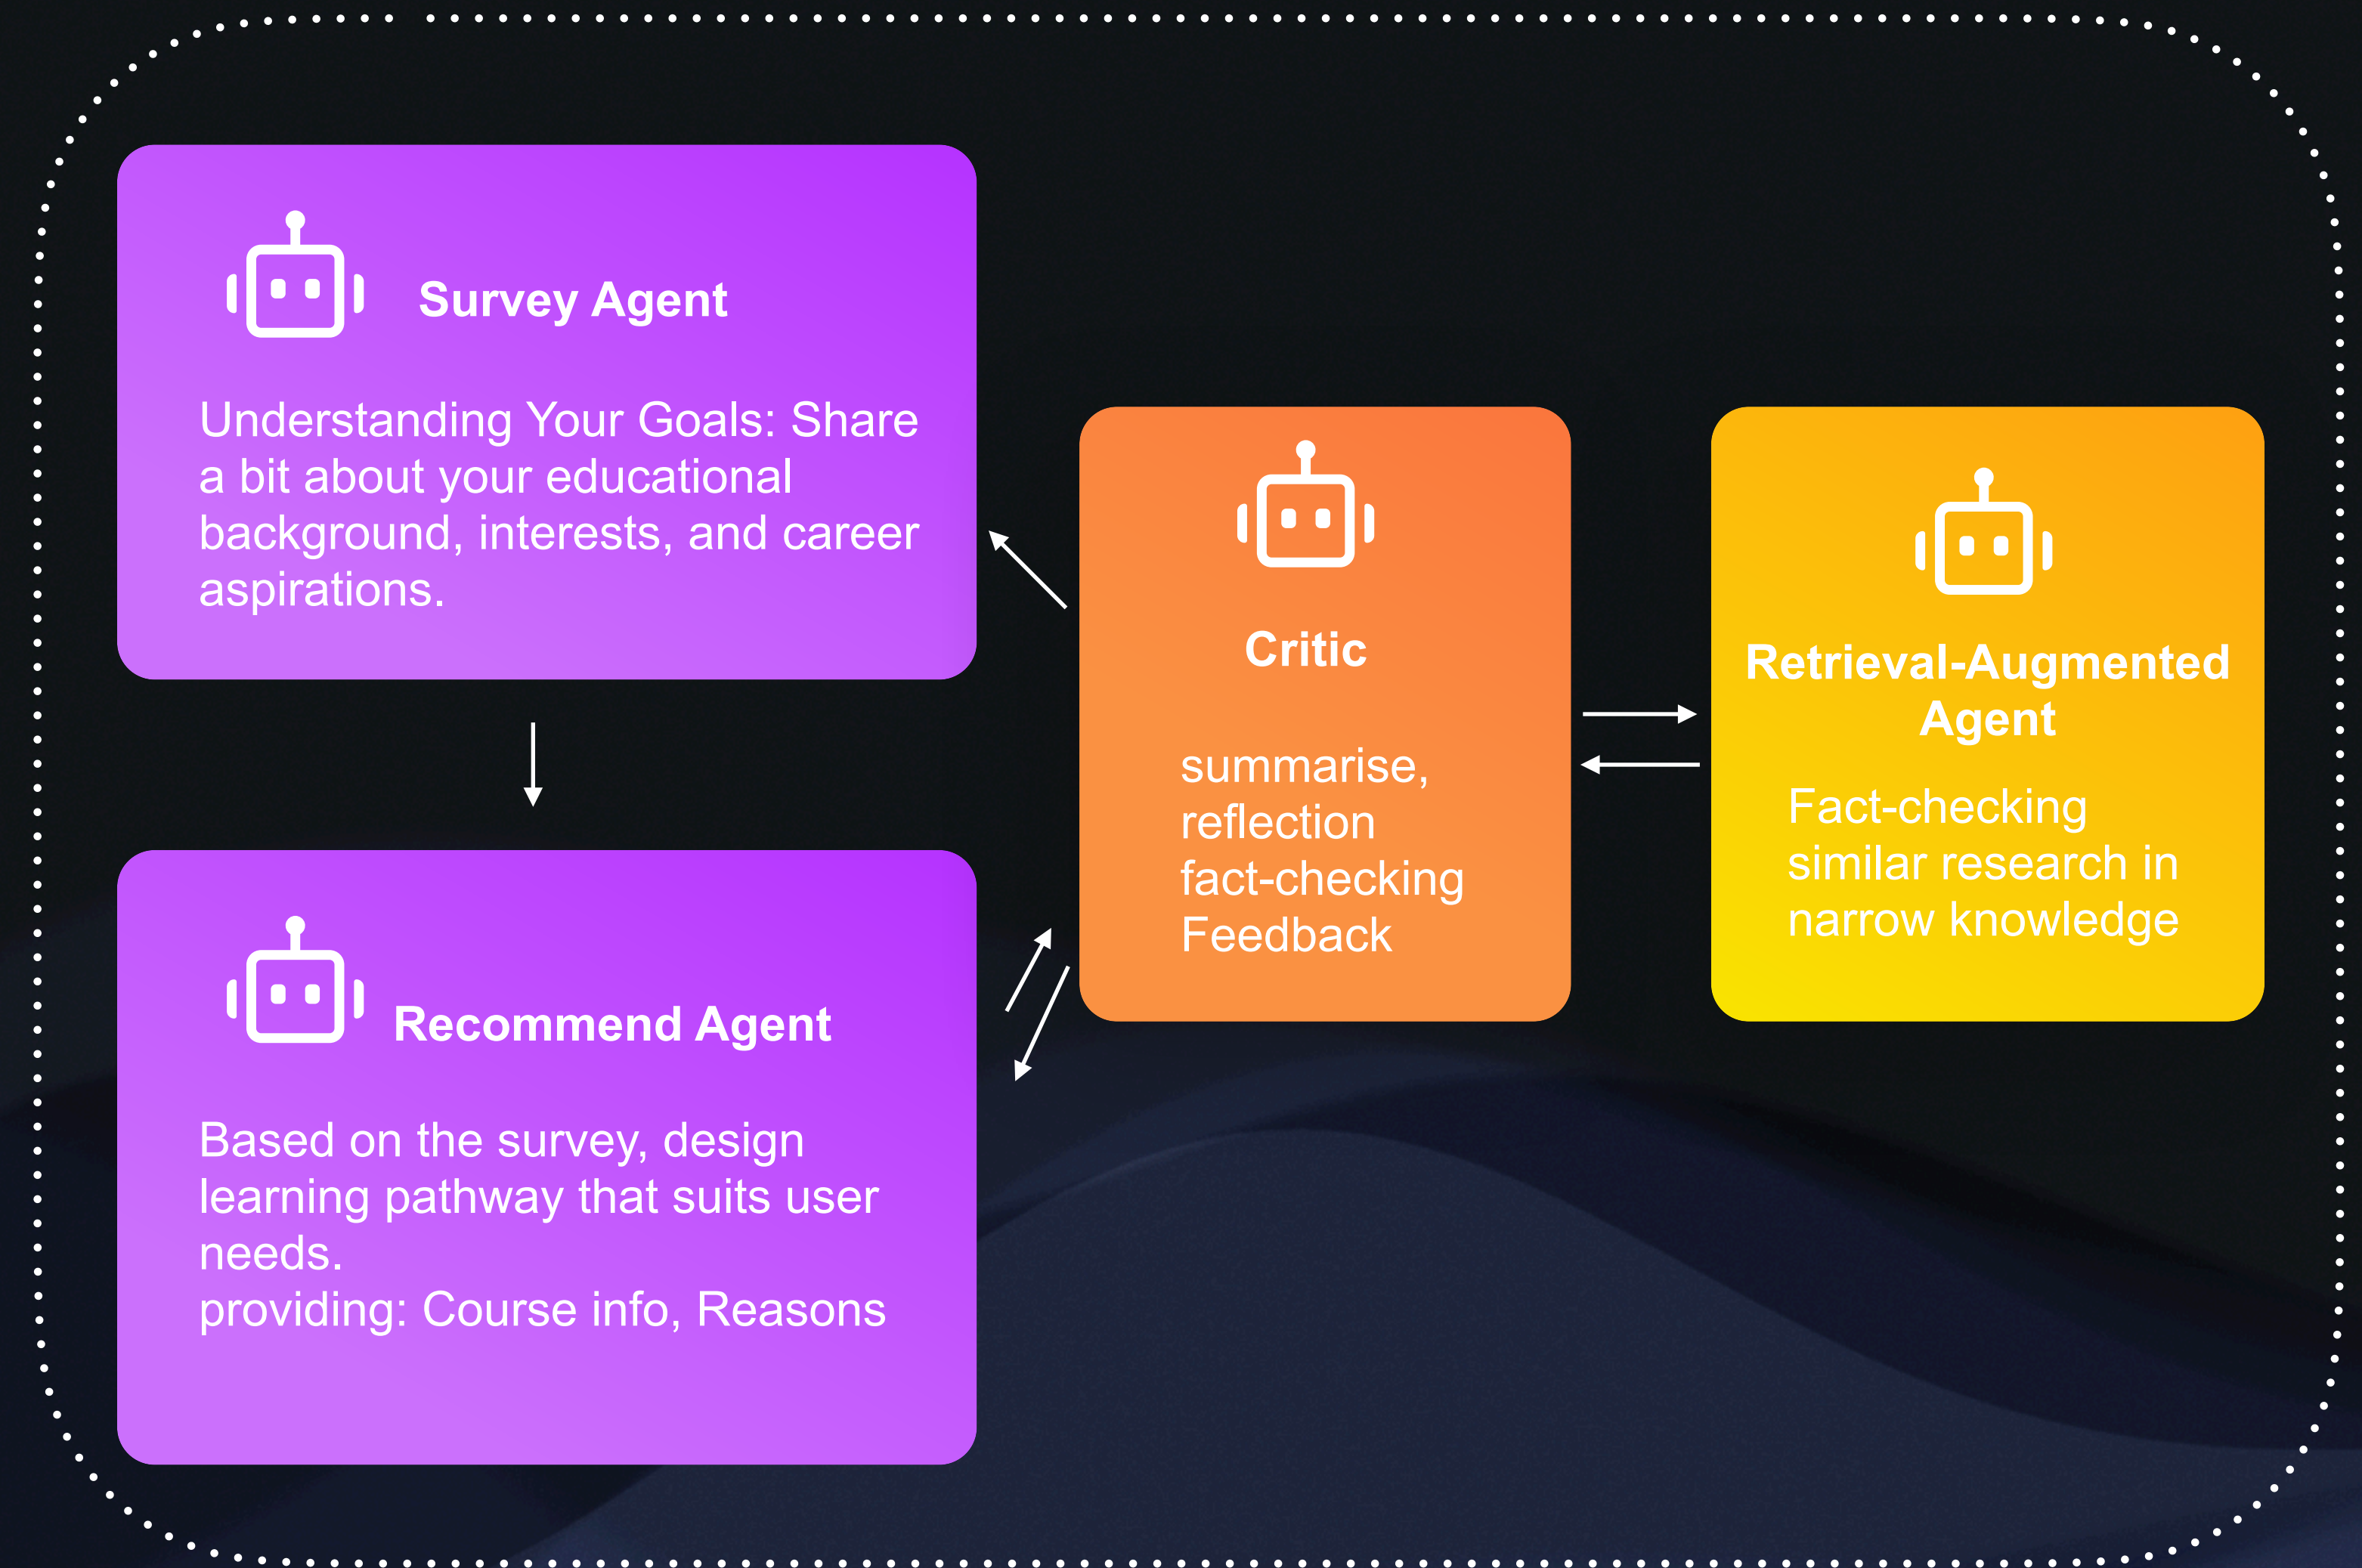 Survey Agent
Understanding Your Goals: Share
a bit about your educational
background, interests, and career
aspirations.
Recommend Agent
Based on the survey, design
learning pathway that suits user
needs.
providing: Course info, Reasons
Critic
summarise,
reflection
fact-checking
Feedback
Retrieval-Augmented
Agent
Fact-checking
similar research in
narrow knowledge